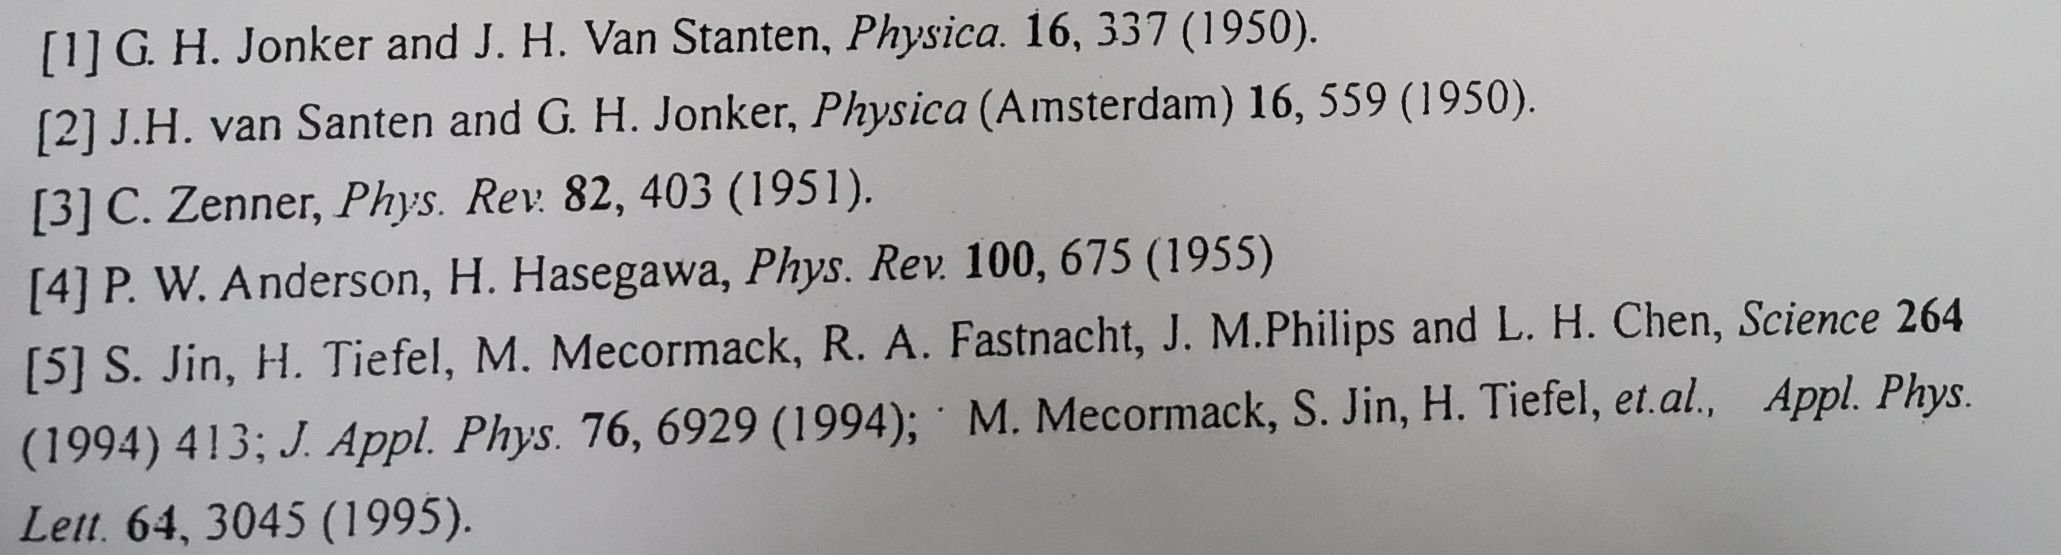 [1] G. H. Jonker and J. H. Van Stanten, Physica. 16, 337 (1950).
[2] J.H. van Santen and G. H. Jonker, Physica (Amsterdam) 16, 559 (1950).
[3] C. Zenner, Phys. Rev. 82, 403 (1951).
[4] P. W. Anderson, H. Hasegawa, Phys. Rev. 100, 675 (1955)
[5] S. Jin, H. Tiefel, M. Mecormack, R. A. Fastnacht, J. M.Philips and L. H. Chen, Science 264
(1994) 413; J. Appl. Phys. 76, 6929 (1994); M. Mecormack, S. Jin, H. Tiefel, et.al., Appl. Phys.
Lett. 64, 3045 (1995).